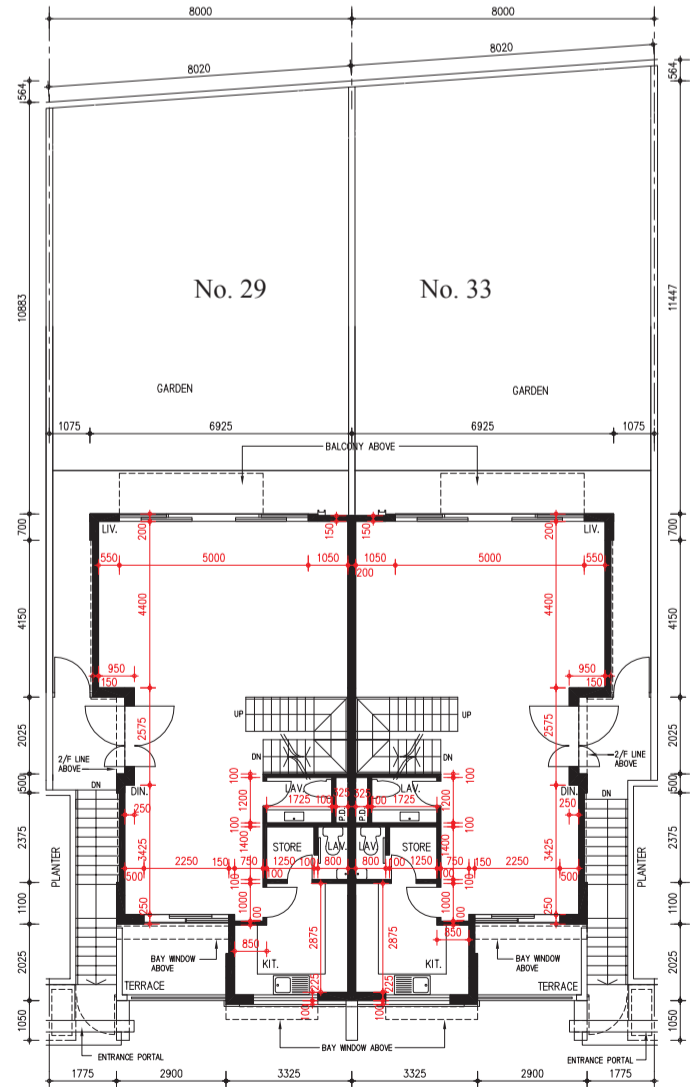 8000 8000
8020 8020
564 564
No. 29 No. 33
10883 11447
GARDEN GARDEN
1075 6925 6925 1075
BALCONY ABOVE
700 700
LIV. LIV.
200 150 150 200
550 5000 1050 1050 5000 550
200
4150 4400 4400 4150
950 950
150 150
2025 2575 2575 2025
UP UP
2/F LINE ABOVE 2/F LINE ABOVE
DN DN
500 100 100 500
DN DIN. LAV. LAV. DIN. DN
250 1200 1725 100 325 325 100 1725 1200 250
P.D. P.D.
100 100
2375 3425 1400 STORE LAV. LAV. STORE 1400 3425 2375
PLANTER PLANTER
2250 150 750 1250 100 800 800 100 1250 750 150 2250
500 100 100 500
1100 250 1000 1000 250 1100
2875 2875
850 850
2025 BAY WINDOW ABOVE KIT. KIT. BAY WINDOW ABOVE 2025
TERRACE 225 225 TERRACE
100 100
1050 1050
BAY WINDOW ABOVE
ENTRANCE PORTAL ENTRANCE PORTAL
1775 2900 3325 3325 2900 1775